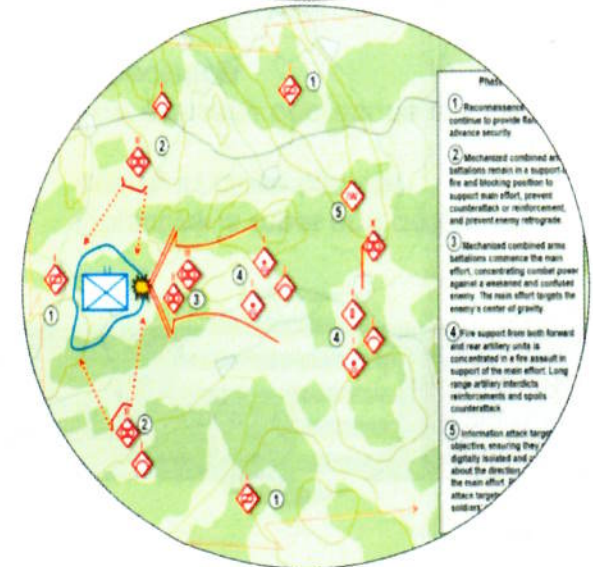 Phas
1 Reconnaissance
continue to provide fla
advance security
2 Mechanized combined arm
battalions remain in a support
fire and blocking position to
support main effort, prevent
counterattack or reinforcement,
and prevent enemy retrograde
3 Mechanized combined arms
battalions commence the main
effort, concentrating combat power
against a weakened and confused
enemy. The main effort targets the
enemy's center of gravity.
4 Fire support from both forward
and rear artillery units is
concentrated in a fire assault in
support of the main effort. Long
range artillery interdicts
reinforcements and spoils
counterattack
5 Information attack target
objective, ensuring they
digitally isolated and
about the direction
the main effort.
attack target
soldiers
1
2
5
4
3
1
4
2
1